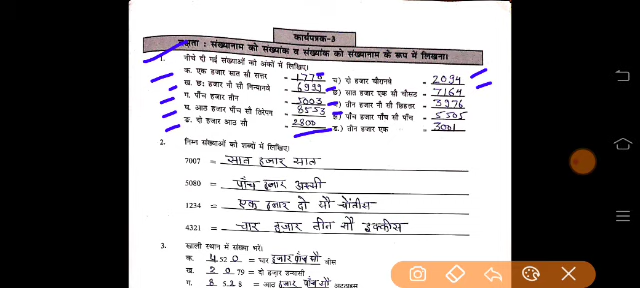 कार्यपत्रक-3
दक्षता : संख्यानाम को संख्यांक व संख्यांक को संख्यानाम के रूप में लिखना।
1. नीचे दी गई संख्याओं को अंकों में लिखिए।
क. एक हजार सात सौ सत्तर = 1770 च) दो हजार चौरानवे = 2094
ख. छः हजार नौ सौ निन्यानवे = 6999 छ) सात हजार एक सौ चौसठ = 7164
ग. पाँच हजार तीन = 5003 ज) तीन हजार नौ सौ छिहत्तर = 3976
घ. आठ हजार पाँच सौ तिरेपन = 8553 झ) पाँच हजार पाँच सौ पाँच = 5505
ङ. दो हजार आठ सौ = 2800 ञ) तीन हजार एक = 3001
2. निम्न संख्याओं को शब्दों में लिखिए।
7007 = सात हजार सात
5080 = पाँच हजार अस्सी
1234 = एक हजार दो सौ चौंतीस
4321 = चार हजार तीन सौ इक्कीस
3. खाली स्थान में संख्या भरें।
क. 4 52 0 = चार हजार पाँच सौ बीस
ख. 2 0 79 = दो हजार उन्यासी
ग. 8 5 2 8 = आठ हजार पाँच सौ अट्ठाइस